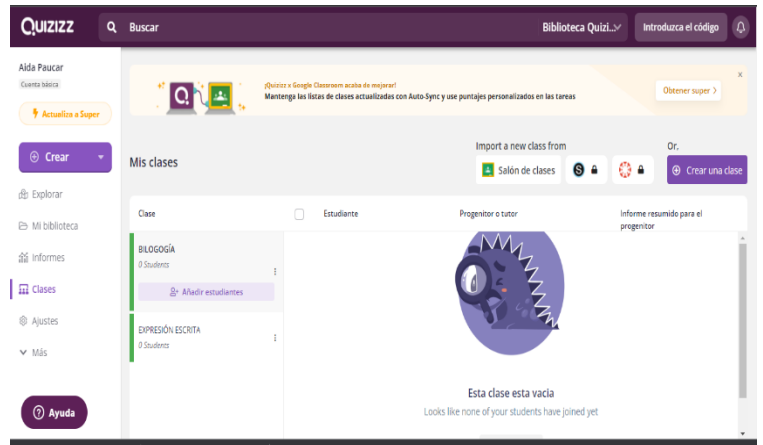 QUIZIZZ
Buscar
Biblioteca Quizi..
Introduzca el código
Aida Paucar
Cuenta básica
Actualiza a Super
Crear
Explorar
Mi biblioteca
Informes
Clases
Ajustes
Más
Ayuda
¡Quizizz x Google Classroom acaba de mejorar!
Mantenga las listas de clases actualizadas con Auto-Sync y use puntajes personalizados en las tareas
Obtener super >
x
Mis clases
Import a new class from
Salón de clases
S
Or.
Crear una clase
Clase
Estudiante
Progenitor o tutor
Informe resumido para el
progenitor
BILOGOGÍA
0 Students
Añadir estudiantes
EXPRESIÓN ESCRITA
0 Students
Esta clase esta vacia
Looks like none of your students have joined yet